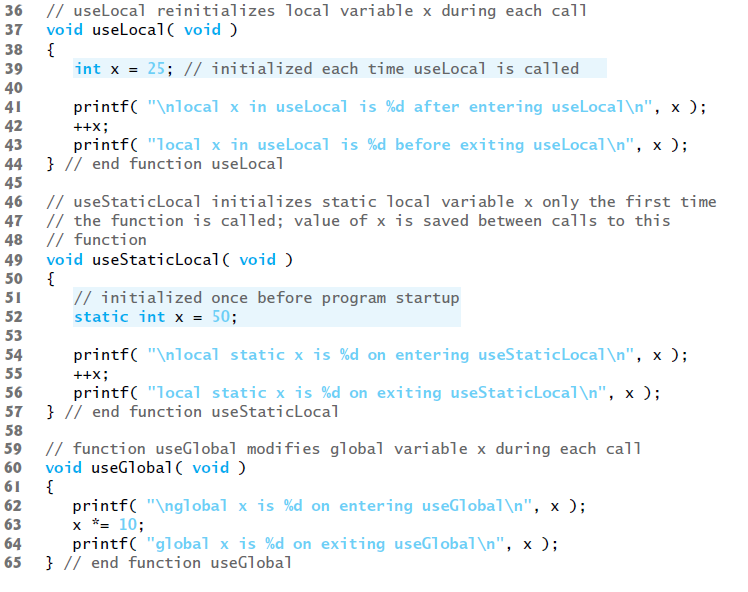 36 // useLocal reinitializes local variable x during each call
37 void useLocal( void )
38 {
39 int x = 25; // initialized each time useLocal is called
40
41 printf( "\nlocal x in useLocal is %d after entering useLocal\n", x );
42 ++x;
43 printf( "local x in useLocal is %d before exiting useLocal\n", x );
44 } // end function useLocal
45
46 // useStaticLocal initializes static local variable x only the first time
47 // the function is called; value of x is saved between calls to this
48 // function
49 void useStaticLocal( void )
50 {
51 // initialized once before program startup
52 static int x = 50;
53
54 printf( "\nlocal static x is %d on entering useStaticLocal\n", x );
55 ++x;
56 printf( "local static x is %d on exiting useStaticLocal\n", x );
57 } // end function useStaticLocal
58
59 // function useGlobal modifies global variable x during each call
60 void useGlobal( void )
61 {
62 printf( "\nglobal x is %d on entering useGlobal\n", x );
63 x *= 10;
64 printf( "global x is %d on exiting useGlobal\n", x );
65 } // end function useGlobal